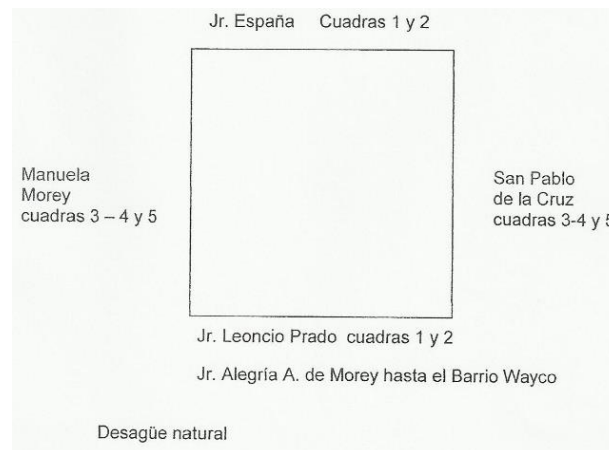 Jr. España    Cuadras 1 y 2
Manuela
Morey
cuadras 3 – 4 y 5
San Pablo
de la Cruz
cuadras 3-4 y 5
Jr. Leoncio Prado  cuadras 1 y 2
Jr. Alegría A. de Morey hasta el Barrio Wayco
Desagüe natural